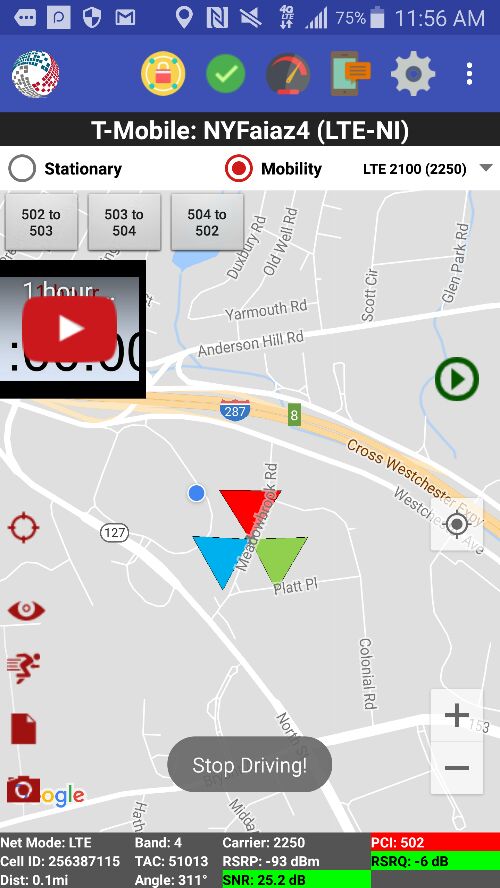 4G
LTE
75%
11:56 AM
T-Mobile: NYFaiaz4 (LTE-NI)
Stationary
Mobility
LTE 2100 (2250)
502 to
503
503 to
504
504 to
502
Duxbury Rd
Old Well Rd
Scott Cir
Glen Park Rd
Yarmouth Rd
Anderson Hill Rd
1 hour
287
8
Cross Westchester Expy
Westchester Ave
127
Meadowbrook Rd
Platt Pl
Colonial Rd
North St
153
Stop Driving!
ogle
Net Mode: LTE
Band: 4
Carrier: 2250
PCI: 502
Cell ID: 256387115
TAC: 51013
RSRP: -93 dBm
RSRQ: -6 dB
Dist: 0.1mi
Angle: 311°
SNR: 25.2 dB